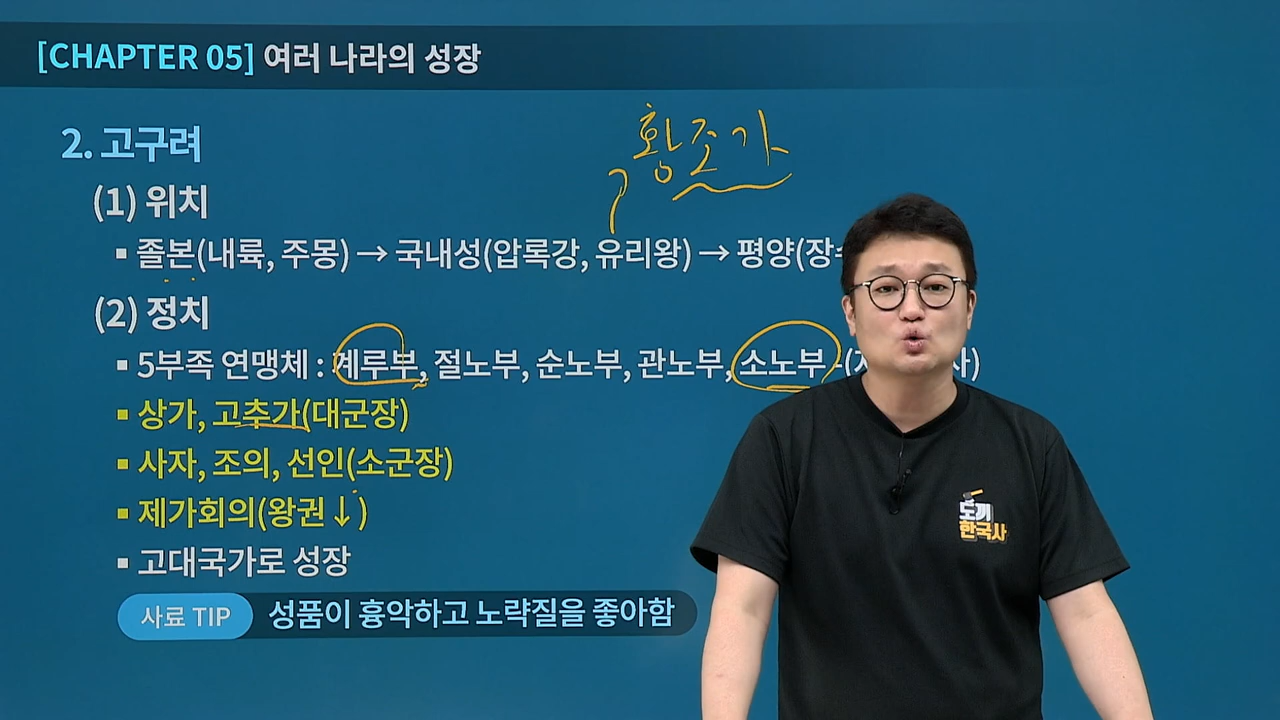 [CHAPTER 05] 여러 나라의 성장
황조가
2. 고구려
(1) 위치
▪ 졸본(내륙, 주몽) → 국내성(압록강, 유리왕) → 평양(장
(2) 정치
▪ 5부족 연맹체 : 계루부, 절노부, 순노부, 관노부, 소노부 사)
▪ 상가, 고추가(대군장)
▪ 사자, 조의, 선인(소군장)
▪ 제가회의(왕권↓)
▪ 고대국가로 성장
사료 TIP 성품이 흉악하고 노략질을 좋아함
도끼
한국사